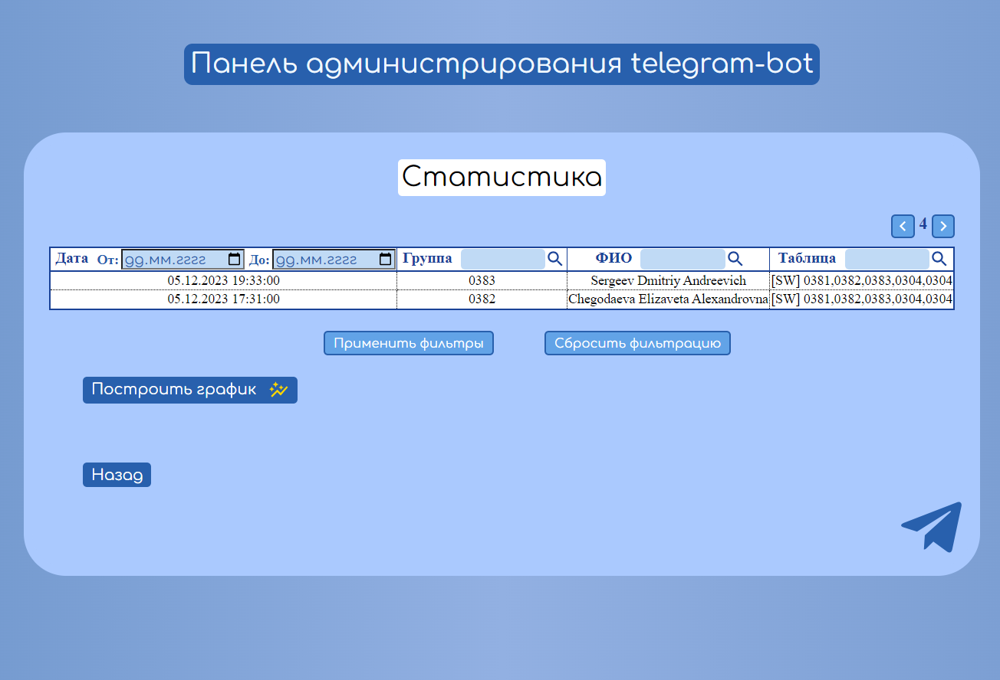 Панель администрирования telegram-bot
Статистика
4
Дата От: дд.мм.гггг До: дд.мм.гггг Группа ФИО Таблица
05.12.2023 19:33:00 0383 Sergeev Dmitriy Andreevich [SW] 0381,0382,0383,0304,0304
05.12.2023 17:31:00 0382 Chegodaeva Elizaveta Alexandrovna [SW] 0381,0382,0383,0304,0304
Применить фильтры Сбросить фильтрацию
Построить график
Назад